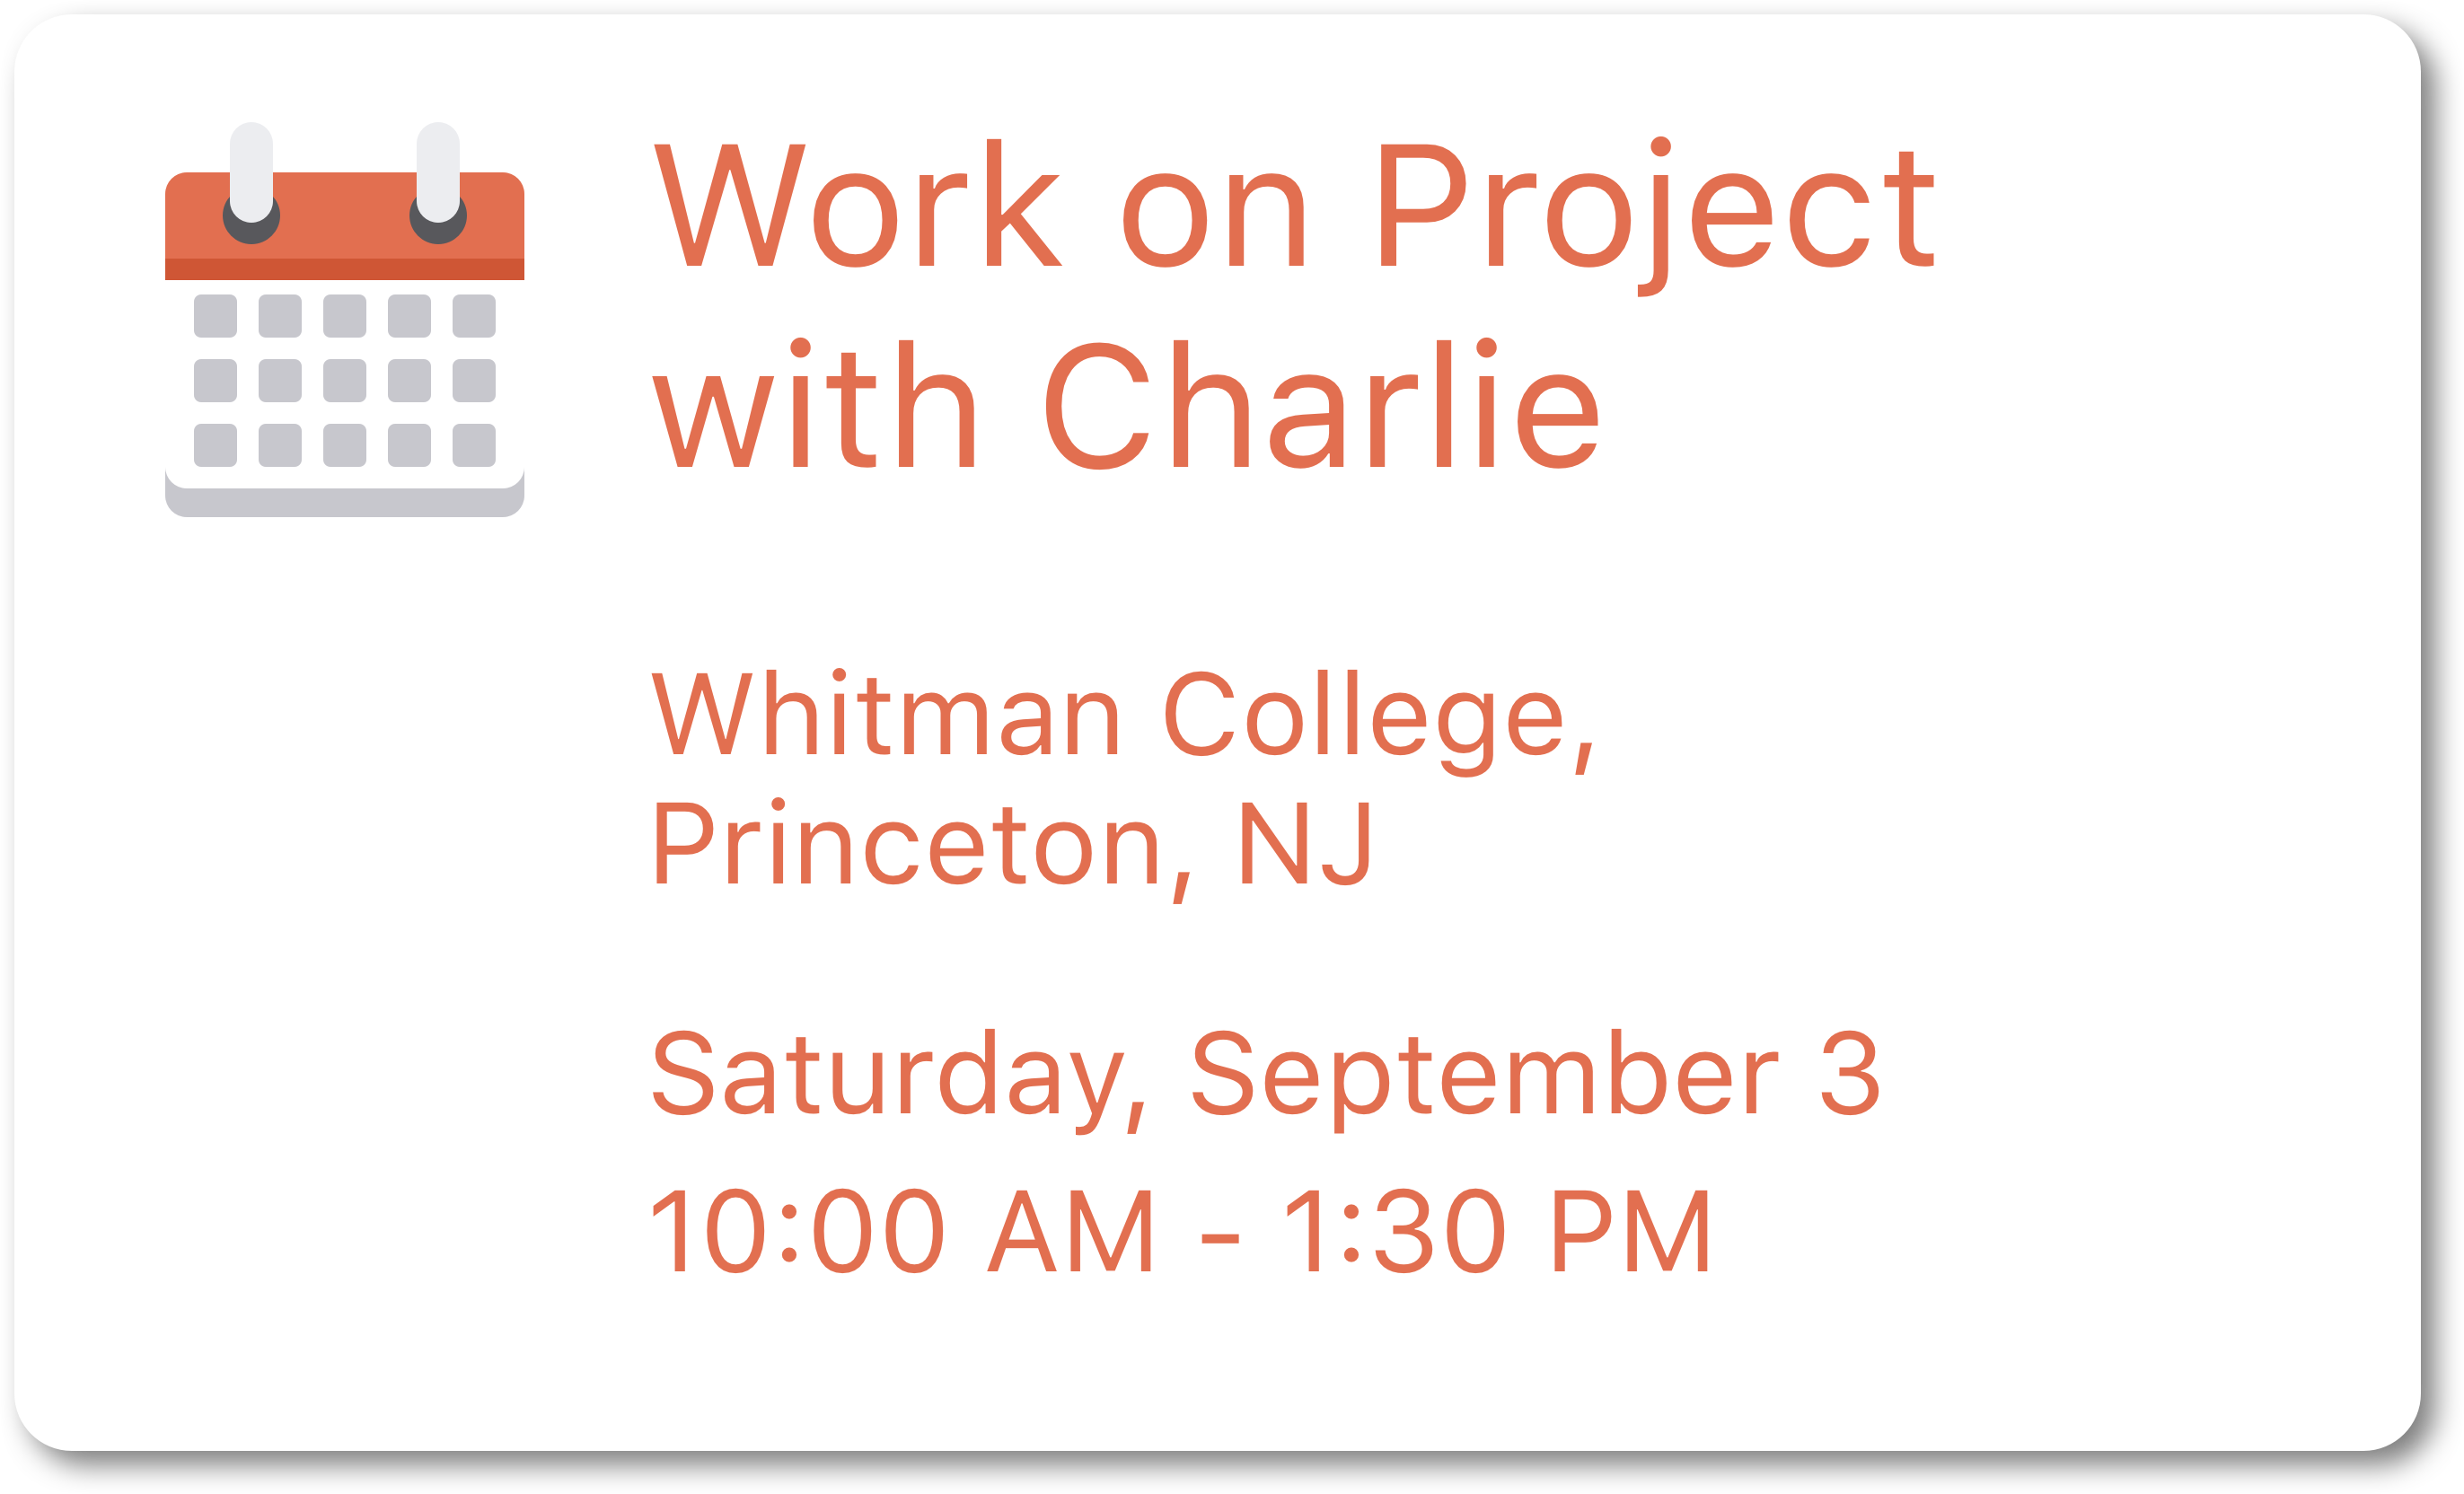 Work on Project
with Charlie
Whitman College,
Princeton, NJ
Saturday, September 3
10:00 AM - 1:30 PM